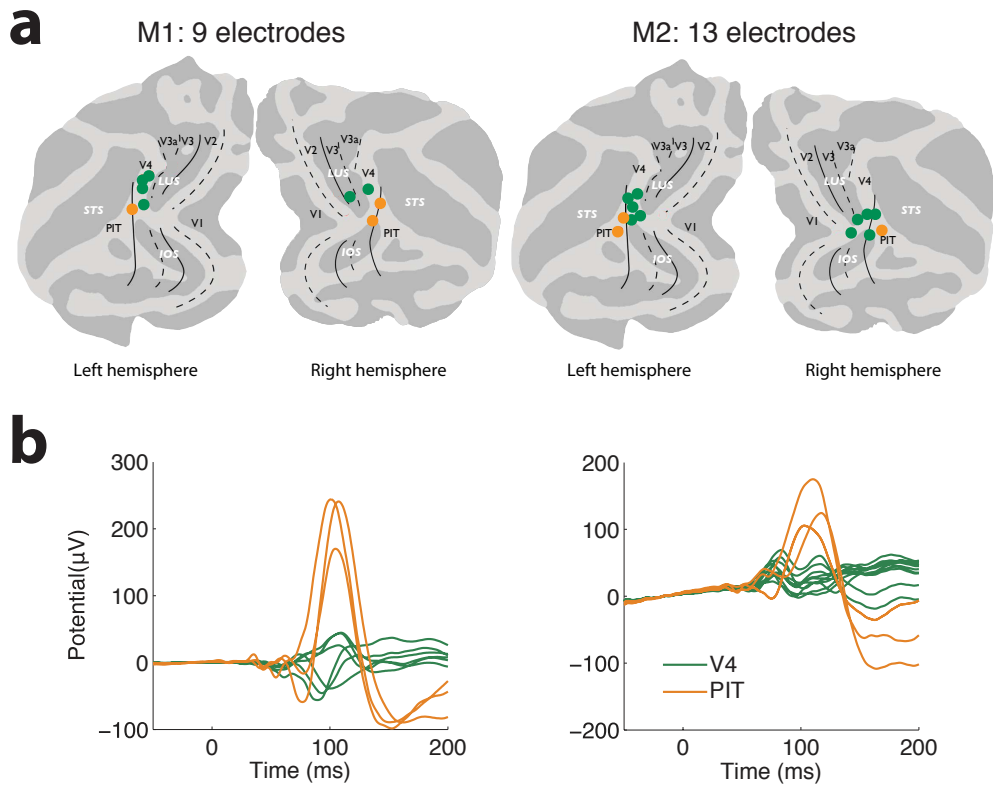 a
M1: 9 electrodes
M2: 13 electrodes
V3a V3 V2
V4
LUS
STS
V1
PIT
IOS
Left hemisphere
V3a
V2 V3
LUS V4
V1
STS
PIT
IOS
Right hemisphere
V3a V3 V2
V4
LUS
STS
V1
PIT
IOS
Left hemisphere
V3a
V2 V3
LUS V4
V1
STS
PIT
IOS
Right hemisphere
b
Potential(μV)
300
200
100
0
−100
0 100 200
Time (ms)
200
100
0
−100
−200
V4
PIT
0 100 200
Time (ms)